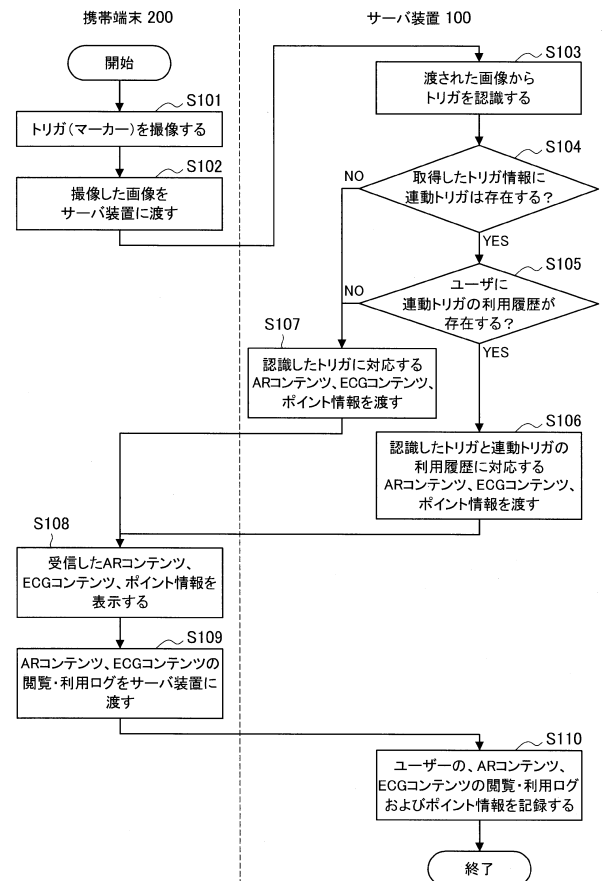 携帯端末 200
サーバ装置 100
開始
S101
トリガ(マーカー)を撮像する
S102
撮像した画像を
サーバ装置に渡す
S103
渡された画像から
トリガを認識する
S104
取得したトリガ情報に
連動トリガは存在する?
NO
YES
S105
ユーザに
連動トリガの利用履歴が
存在する?
NO
YES
S107
認識したトリガに対応する
ARコンテンツ、ECGコンテンツ、
ポイント情報を渡す
S106
認識したトリガと連動トリガの
利用履歴に対応する
ARコンテンツ、ECGコンテンツ、
ポイント情報を渡す
S108
受信したARコンテンツ、
ECGコンテンツ、ポイント情報を
表示する
S109
ARコンテンツ、ECGコンテンツの
閲覧・利用ログをサーバ装置に
渡す
S110
ユーザーの、ARコンテンツ、
ECGコンテンツの閲覧・利用ログ
およびポイント情報を記録する
終了